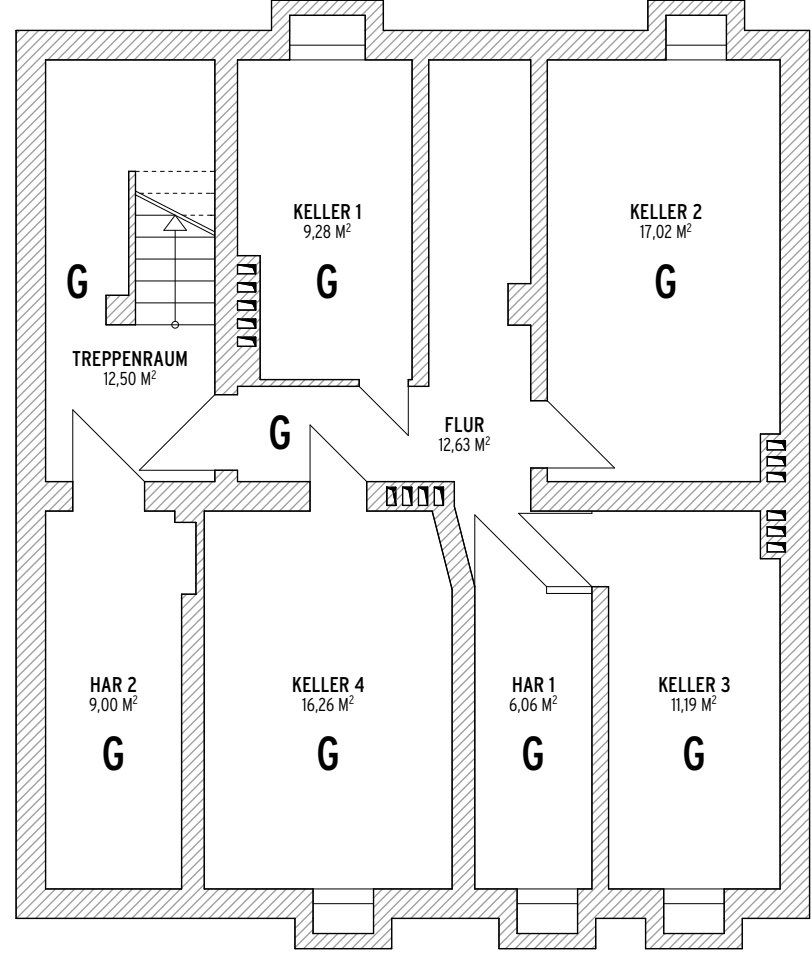 KELLER 1
9,28 M²
G
KELLER 2
17,02 M²
G
G
TREPPENRAUM
12,50 M²
G
FLUR
12,63 M²
HAR 2
9,00 M²
G
KELLER 4
16,26 M²
G
HAR 1
6,06 M²
G
KELLER 3
11,19 M²
G